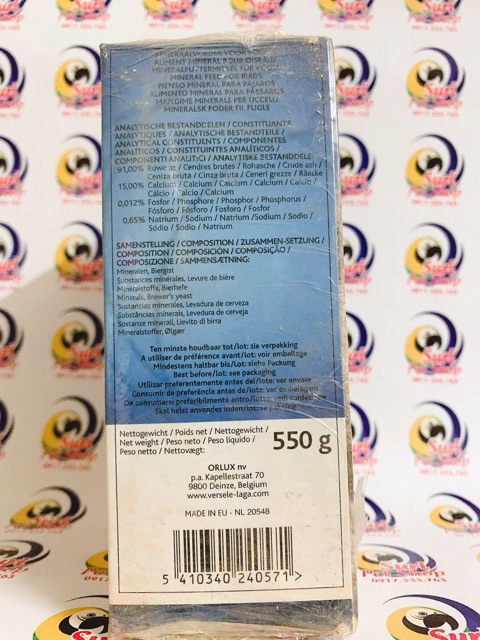 ALIMENT MINERAL POUR OISEAUX
MINERALFUTTERMITTEL FÜR VÖGEL
MINERAL FEED FOR BIRDS
PIENSO MINERAL PARA PÁJAROS
ALIMENTO MINERAL PARA PÁSSAROS
MANGIME MINERALE PER UCCELLI
MINERALSK FODER TIL FUGLE
ANALYTISCHE BESTANDDELEN / CONSTITUANTS
ANALYTIQUES / ANALYTISCHE BESTANDTEILE /
ANALYTICAL CONSTITUENTS / COMPONENTES
ANALÍTICOS / CONSTITUINTES ANALÍTICOS /
COMPONENTI ANALITICI / ANALYTISKE BESTANDDELE:
91,00% Ruwe as / Cendres brutes / Rohasche / Crude ash /
Ceniza bruta / Cinza bruta / Ceneri grezze / Råaske
15,00% Calcium / Calcium / Calcium / Calcium / Calcio /
Cálcio / Calcio / Calcium
0,012% Fosfor / Phosphore / Phosphor / Phosphorus /
Fósforo / Fósforo / Fosforo / Fosfor
0,65% Natrium / Sodium / Natrium / Sodium / Sodio /
Sódio / Sodio / Natrium
SAMENSTELLING / COMPOSITION / ZUSAMMEN-SETZUNG /
COMPOSITION / COMPOSICIÓN / COMPOSIÇÃO /
COMPOSIZIONE / SAMMENSÆTNING:
Mineralen, Biergist
Substances minérales, Levure de bière
Mineralstoffe, Bierhefe
Minerals, Brewer's yeast
Sustancias minerales, Levadura de cerveza
Substâncias minerais, Levedura de cerveja
Sostanze minerali, Lievito di birra
Mineralstoffer, Ølgær
Ten minste houdbaar tot/lot: zie verpakking
A utiliser de préférence avant/lot: voir emballage
Mindestens haltbar bis/Lot: siehe Packung
Best before/lot: see packaging
Utilizar preferentemente antes del/lote: ver envase
Consumir de preferência antes de/lote: ver embalagem
Da consumarsi preferibilmente entro/lotto: vedi confezione
Skal helst anvendes inden/lot: se pakning
Nettogewicht / Poids net / Nettogewicht /
Net weight / Peso neto / Peso líquido /
Peso netto / Nettovægt:
550 g
ORLUX nv
p.a. Kapellestraat 70
9800 Deinze, Belgium
www.versele-laga.com
MADE IN EU - NL 20548
5 410340 240571 >